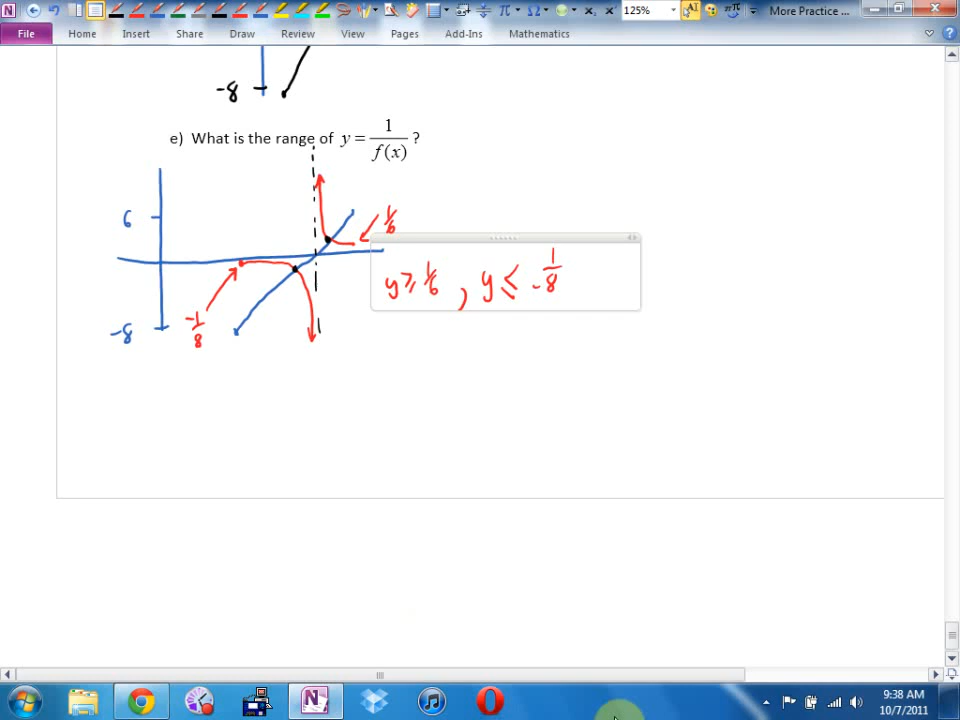 125% More Practice ...
File Home Insert Share Draw Review View Pages Add-Ins Mathematics
-8
e) What is the range of y = 1/f(x) ?
6
1/6
y ≥ 1/6 , y ≤ -1/8
-8
-1/8
9:38 AM
10/7/2011